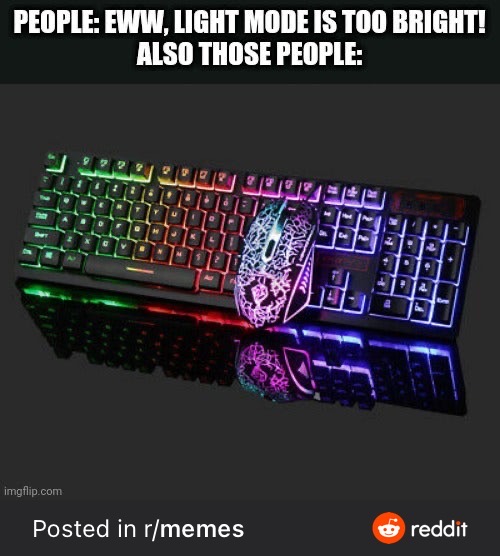 PEOPLE: EWW, LIGHT MODE IS TOO BRIGHT!
ALSO THOSE PEOPLE:
imgflip.com
Posted in r/memes
reddit